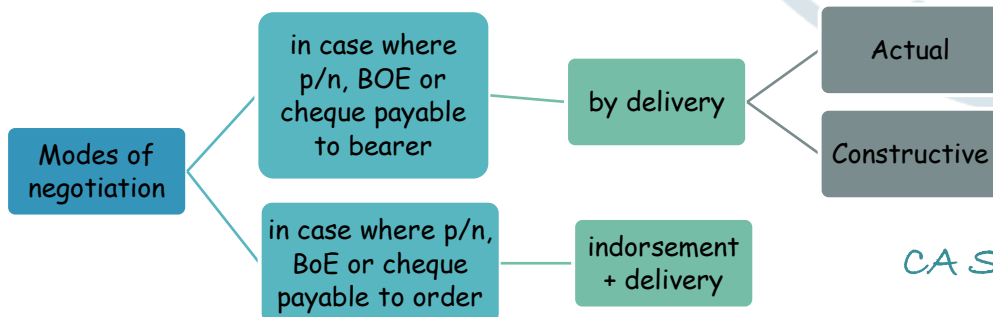 Modes of
negotiation
in case where
p/n, BOE or
cheque payable
to bearer
by delivery
Actual
Constructive
in case where p/n,
BoE or cheque
payable to order
indorsement
+ delivery
CA S